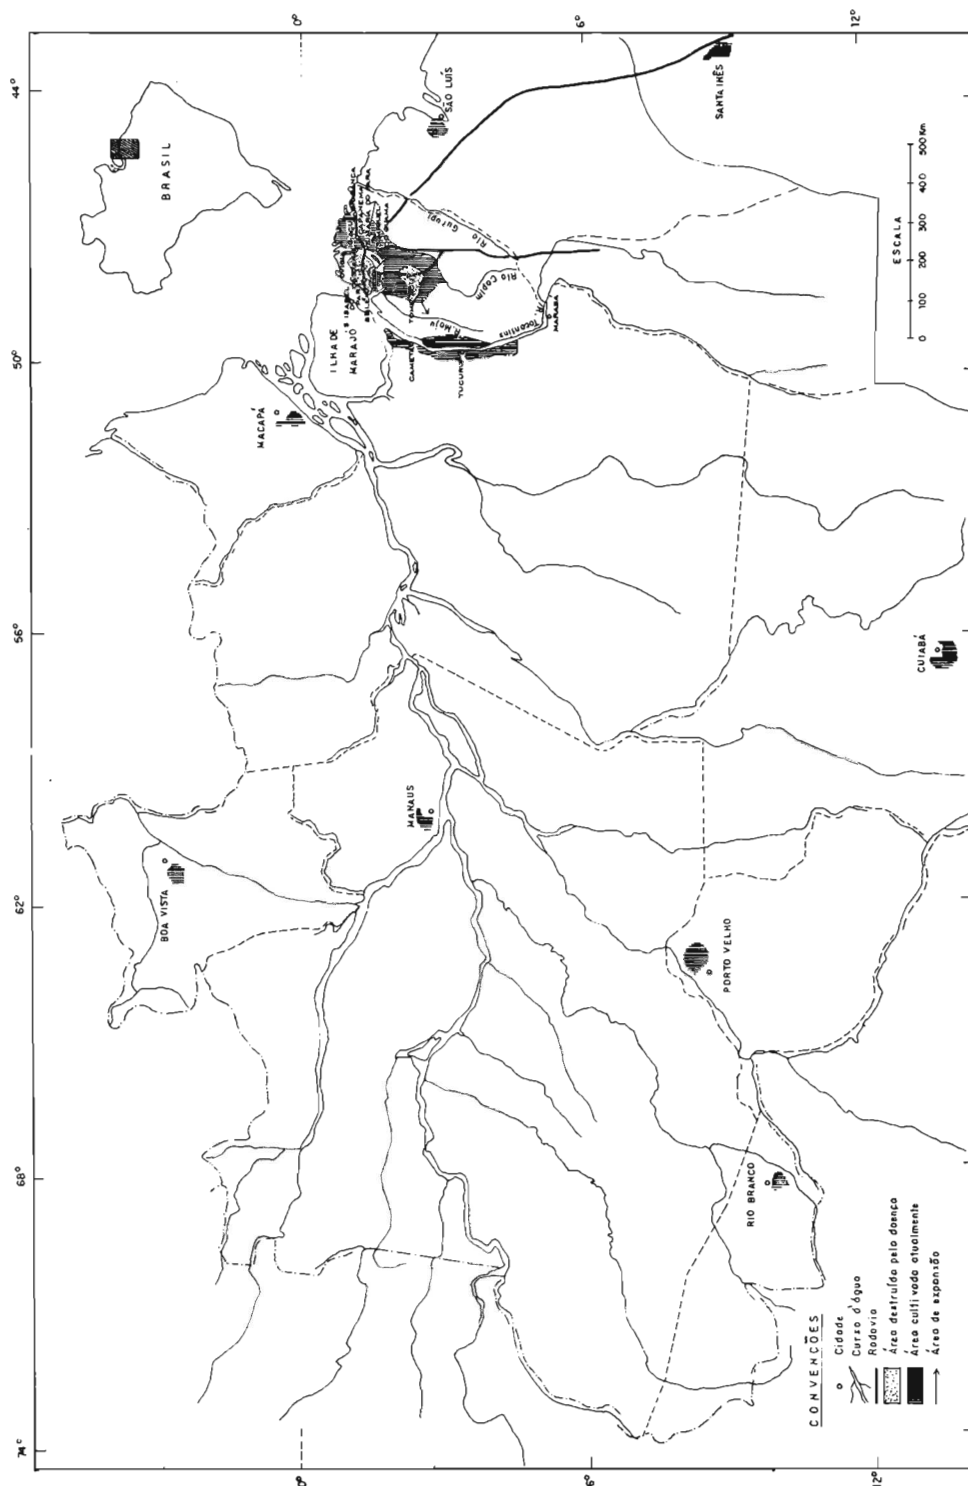 44°
50°
56°
62°
68°
74°
0°
6°
12°
BRASIL
SÃO LUÍS
SANTA INÊS
ILHA DE
MARAJÓ
MACAPÁ
CAMETÁ
TUCURUÍ
MARABÁ
R. Moju
R. Tocantins
Rio Capim
Rio Gurupi
MANAUS
BOA VISTA
PORTO VELHO
RIO BRANCO
CUIABÁ
ESCALA
0 100 200 300 400 500 Km
CONVENÇÕES
Cidade
Curso d'água
Rodovia
Área destruída pela doença
Área cultivada atualmente
Área de expansão
0°
6°
12°